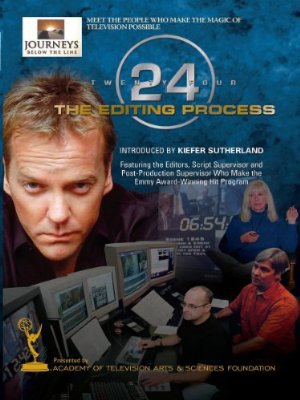 JOURNEYS
BELOW THE LINE
MEET THE PEOPLE WHO MAKE THE MAGIC OF
TELEVISION POSSIBLE
24
TWENTY FOUR
THE EDITING PROCESS
INTRODUCED BY KIEFER SUTHERLAND
Featuring the Editors, Script Supervisor and
Post-Production Supervisor Who Make the
Emmy Award-Winning Hit Program
06:54:
Presented by
ACADEMY OF TELEVISION ARTS & SCIENCES FOUNDATION